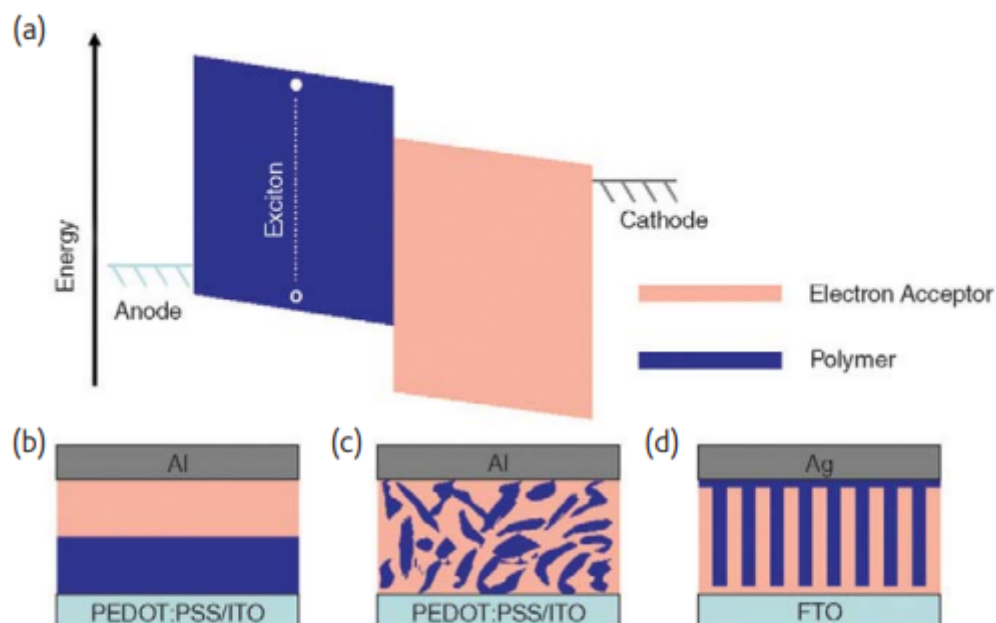 (a)
Energy
Exciton
Anode
Cathode
Electron Acceptor
Polymer
(b)
Al
PEDOT:PSS/ITO
(c)
Al
PEDOT:PSS/ITO
(d)
Ag
FTO